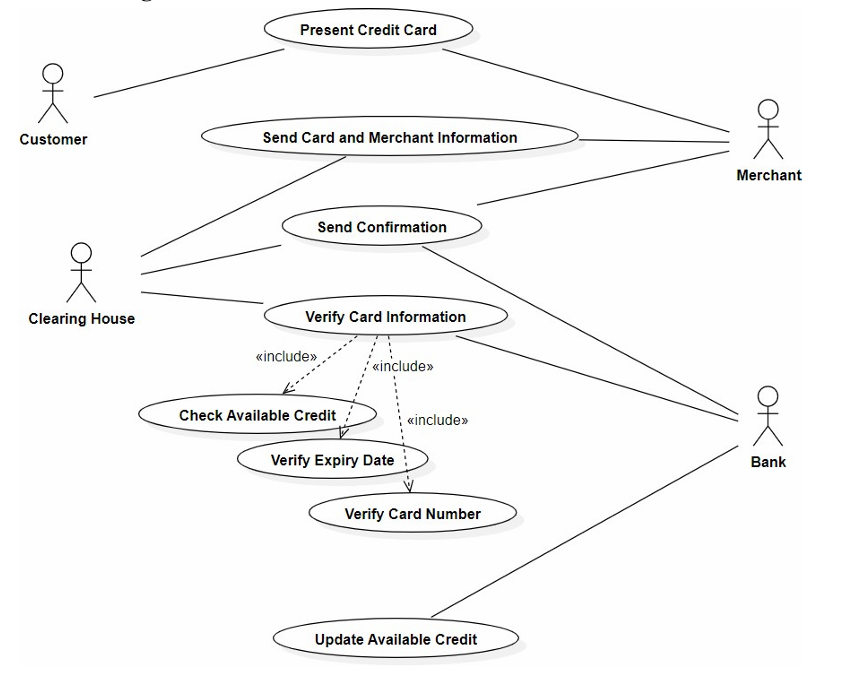 Present Credit Card
Customer
Send Card and Merchant Information
Merchant
Send Confirmation
Clearing House
Verify Card Information
«include»
«include»
Check Available Credit
«include»
Verify Expiry Date
Bank
Verify Card Number
Update Available Credit